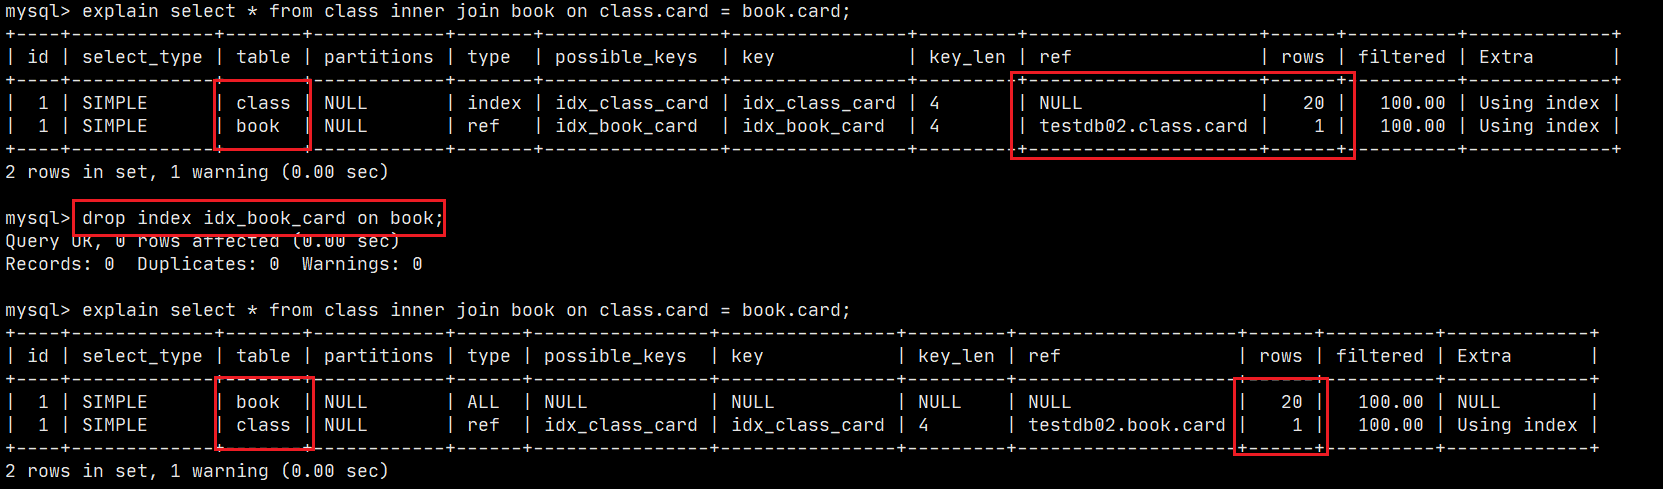 mysql> explain select * from class inner join book on class.card = book.card;
+----+-------------+-------+------------+-------+----------------+----------------+---------+---------------------+------+----------+-------------+
| id | select_type | table | partitions | type  | possible_keys  | key            | key_len | ref                 | rows | filtered | Extra       |
+----+-------------+-------+------------+-------+----------------+----------------+---------+---------------------+------+----------+-------------+
|  1 | SIMPLE      | class | NULL       | index | idx_class_card | idx_class_card | 4       | NULL                |   20 |   100.00 | Using index |
|  1 | SIMPLE      | book  | NULL       | ref   | idx_book_card  | idx_book_card  | 4       | testdb02.class.card |    1 |   100.00 | Using index |
+----+-------------+-------+------------+-------+----------------+----------------+---------+---------------------+------+----------+-------------+
2 rows in set, 1 warning (0.00 sec)
mysql> drop index idx_book_card on book;
Query OK, 0 rows affected (0.00 sec)
Records: 0  Duplicates: 0  Warnings: 0
mysql> explain select * from class inner join book on class.card = book.card;
+----+-------------+-------+------------+------+----------------+----------------+---------+--------------------+------+----------+-------------+
| id | select_type | table | partitions | type | possible_keys  | key            | key_len | ref                | rows | filtered | Extra       |
+----+-------------+-------+------------+------+----------------+----------------+---------+--------------------+------+----------+-------------+
|  1 | SIMPLE      | book  | NULL       | ALL  | NULL           | NULL           | NULL    | NULL               |   20 |   100.00 | NULL        |
|  1 | SIMPLE      | class | NULL       | ref  | idx_class_card | idx_class_card | 4       | testdb02.book.card |    1 |   100.00 | Using index |
+----+-------------+-------+------------+------+----------------+----------------+---------+--------------------+------+----------+-------------+
2 rows in set, 1 warning (0.00 sec)